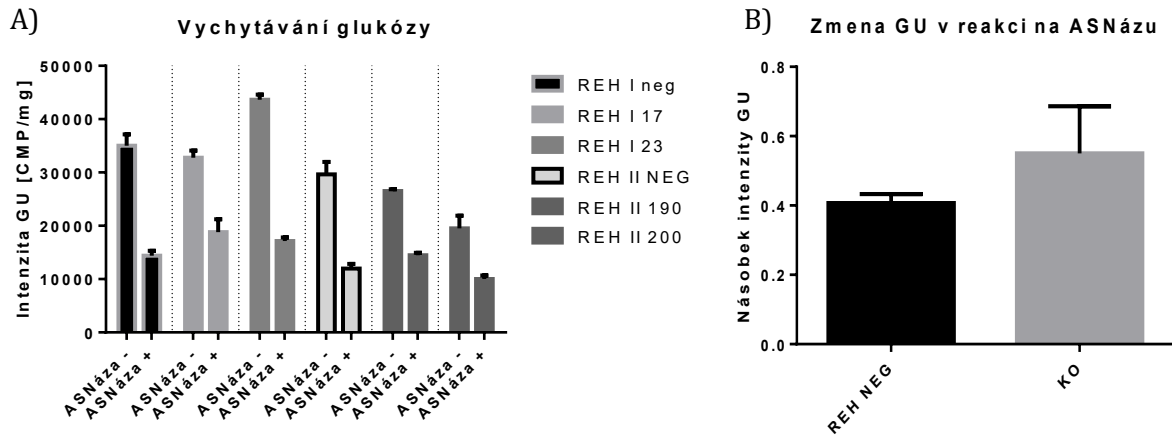 A)
Vychytávání glukózy
Intenzita GU [CMP/mg]
50000
40000
30000
20000
10000
0
ASNáza -
ASNáza +
ASNáza -
ASNáza +
ASNáza -
ASNáza +
ASNáza -
ASNáza +
ASNáza -
ASNáza +
ASNáza -
ASNáza +
REH I neg
REH I 17
REH I 23
REH II NEG
REH II 190
REH II 200
B)
Zmena GU v reakci na ASNázu
Násobek intenzity GU
0.8
0.6
0.4
0.2
0.0
REH NEG
KO